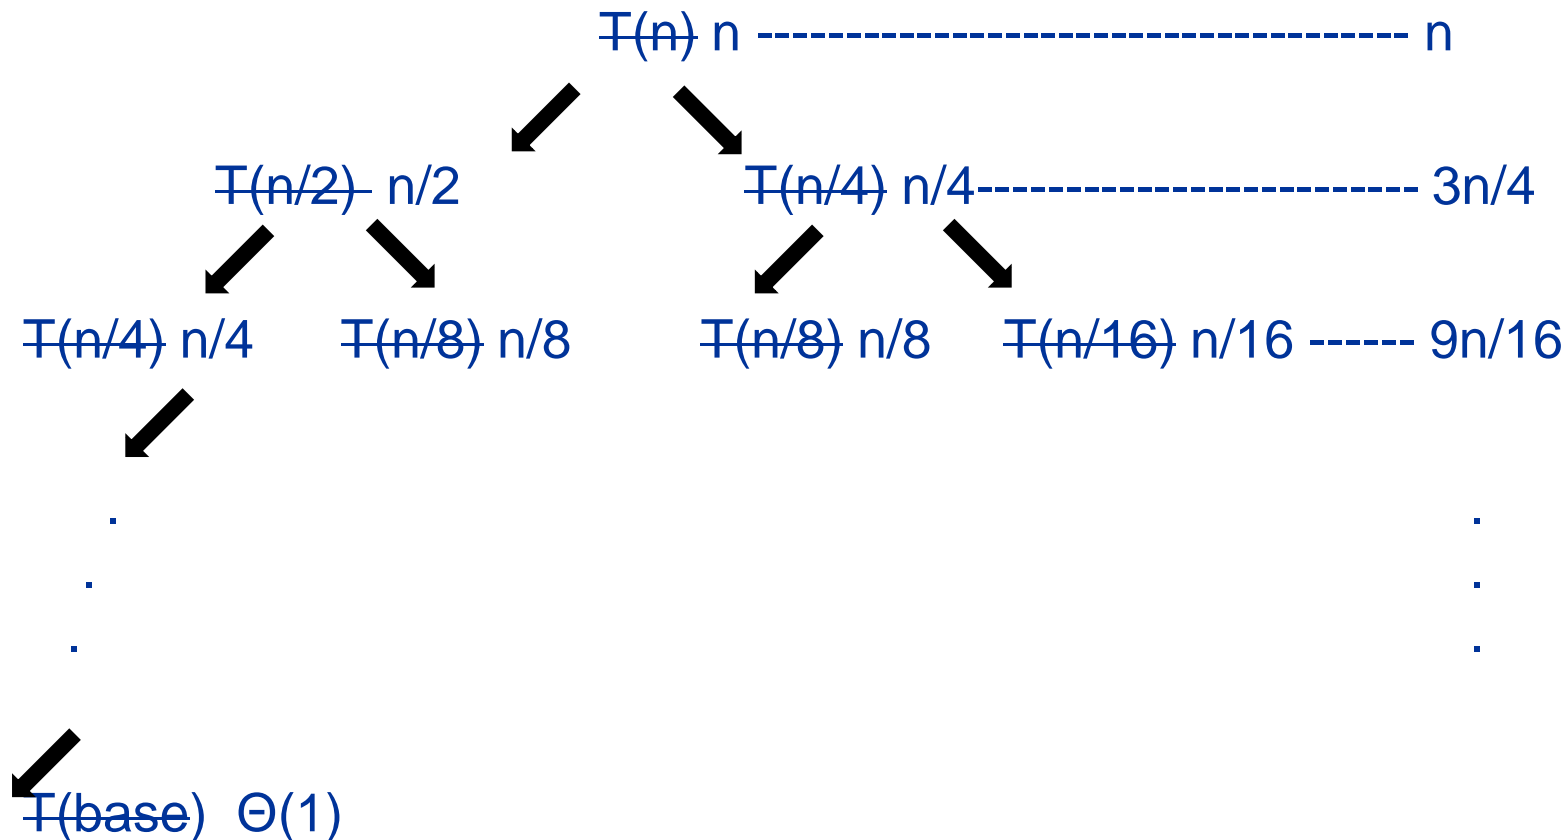 T(n) n ----------------------------------------- n
T(n/2) n/2 T(n/4) n/4---------------------------- 3n/4
T(n/4) n/4 T(n/8) n/8 T(n/8) n/8 T(n/16) n/16 ------ 9n/16
. .
. .
. .
T(base) Θ(1)